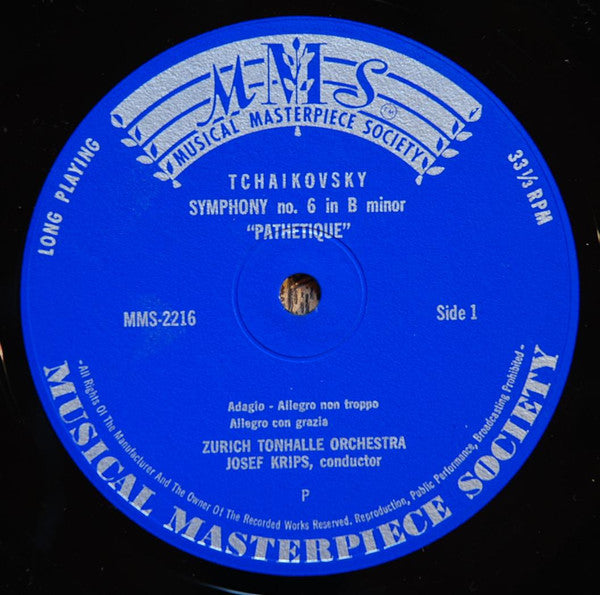 MMS
TM
MUSICAL MASTERPIECE SOCIETY
LONG PLAYING
33 1/3 RPM
TCHAIKOVSKY
SYMPHONY no. 6 in B minor
"PATHETIQUE"
MMS-2216
Side 1
Adagio - Allegro non troppo
Allegro con grazia
ZURICH TONHALLE ORCHESTRA
JOSEF KRIPS, conductor
P
-All Rights Of The Manufacturer And The Owner Of The Recorded Works Reserved. Reproduction, Public Performance, Broadcasting Prohibited-
MUSICAL MASTERPIECE SOCIETY